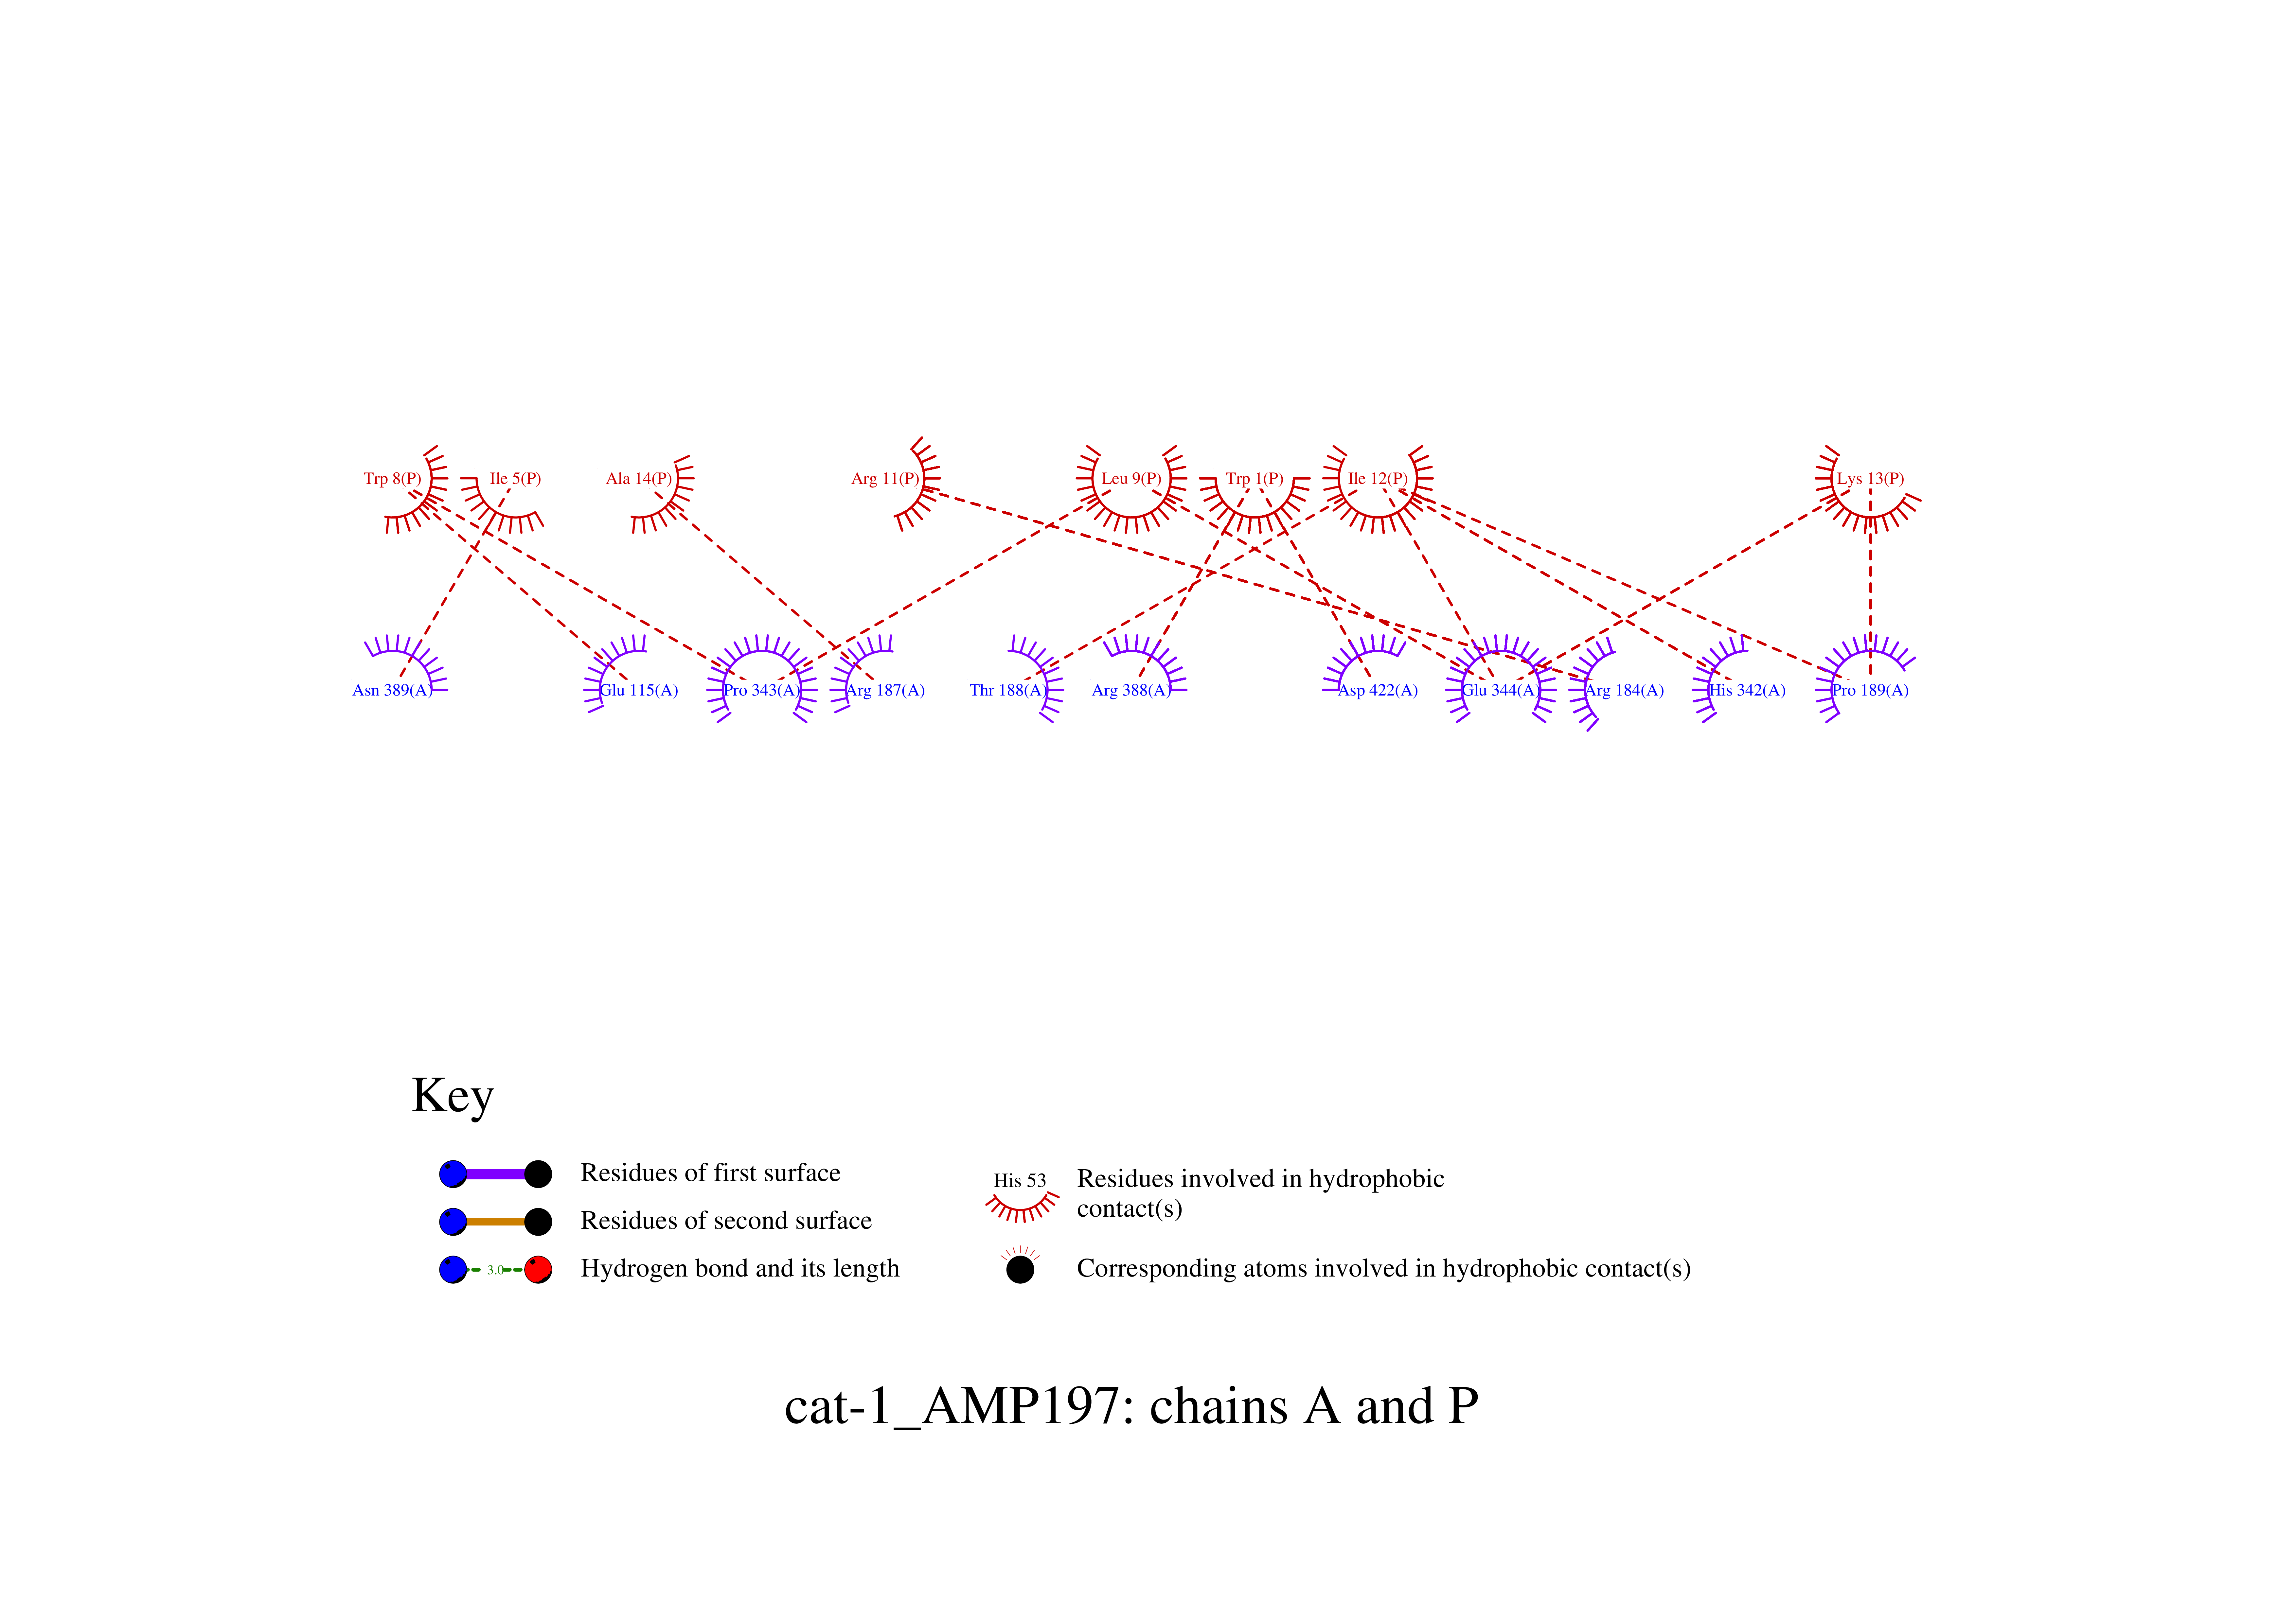 Trp 8(P) Ile 5(P) Ala 14(P) Arg 11(P) Leu 9(P) Trp 1(P) Ile 12(P) Lys 13(P)
Asn 389(A) Glu 115(A) Pro 343(A) Arg 187(A) Thr 188(A) Arg 388(A) Asp 422(A) Glu 344(A) Arg 184(A) His 342(A) Pro 189(A)
Key
Residues of first surface
Residues of second surface
3.0 Hydrogen bond and its length
His 53 Residues involved in hydrophobic
contact(s)
Corresponding atoms involved in hydrophobic contact(s)
cat-1_AMP197: chains A and P